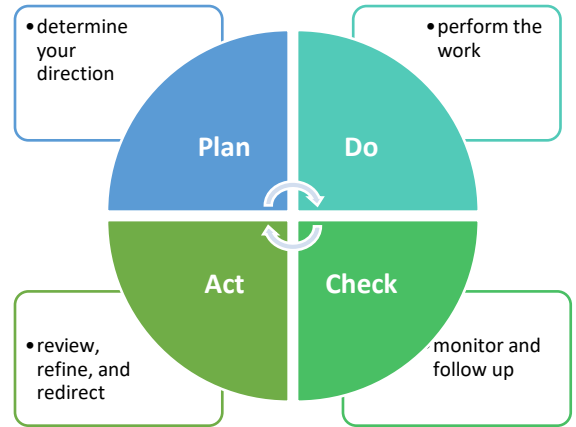 •determine
your
direction
•perform the
work
Plan
Do
Act
Check
•review,
refine, and
redirect
•monitor and
follow up